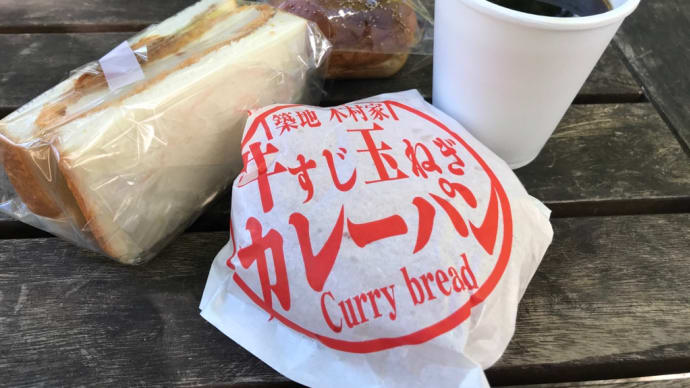 築地 木村家
牛すじ玉ねぎ
カレーパン
Curry bread